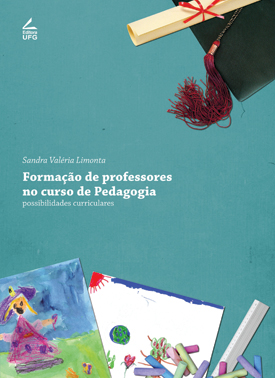 Editora
UFG
Sandra Valéria Limonta
Formação de professores
no curso de Pedagogia
possibilidades curriculares